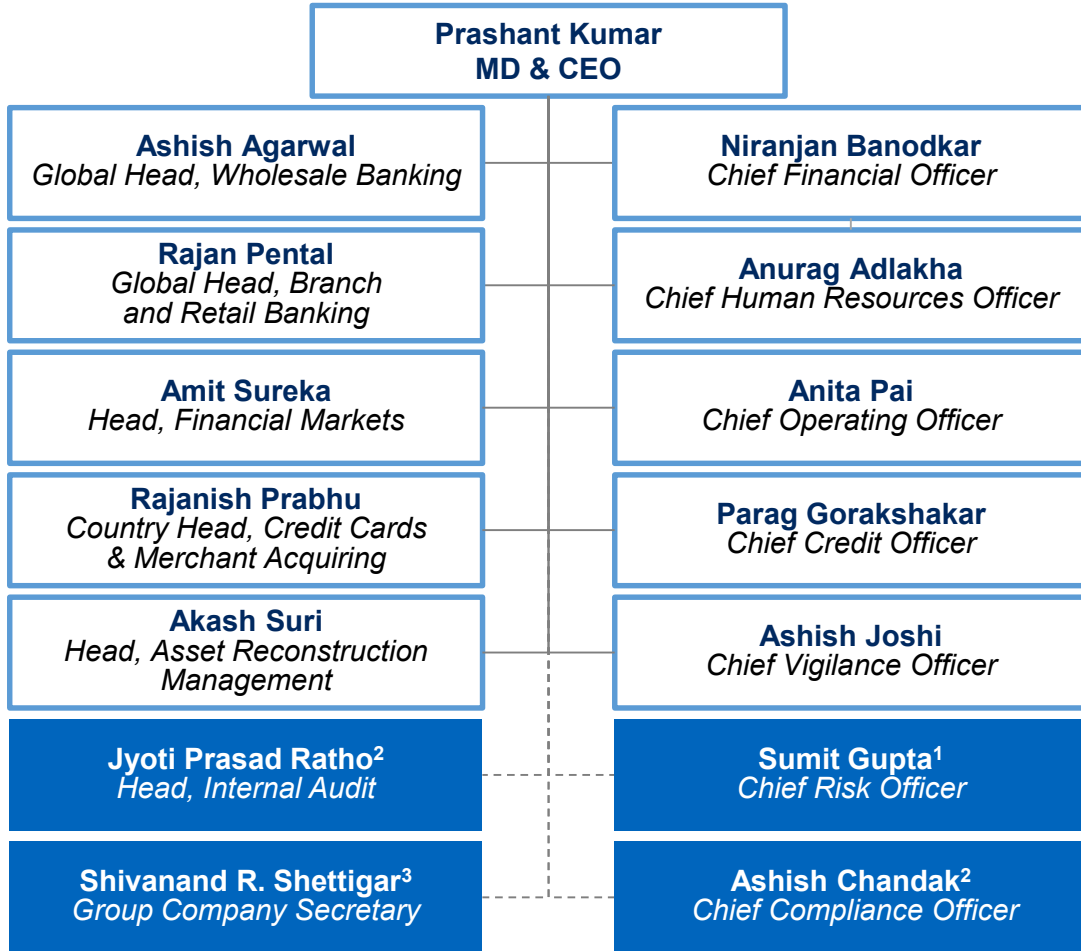 Prashant Kumar
MD & CEO
Ashish Agarwal
Global Head, Wholesale Banking
Niranjan Banodkar
Chief Financial Officer
Rajan Pental
Global Head, Branch
and Retail Banking
Anurag Adlakha
Chief Human Resources Officer
Amit Sureka
Head, Financial Markets
Anita Pai
Chief Operating Officer
Rajanish Prabhu
Country Head, Credit Cards
& Merchant Acquiring
Parag Gorakshakar
Chief Credit Officer
Akash Suri
Head, Asset Reconstruction
Management
Ashish Joshi
Chief Vigilance Officer
Jyoti Prasad Ratho²
Head, Internal Audit
Sumit Gupta¹
Chief Risk Officer
Shivanand R. Shettigar³
Group Company Secretary
Ashish Chandak²
Chief Compliance Officer